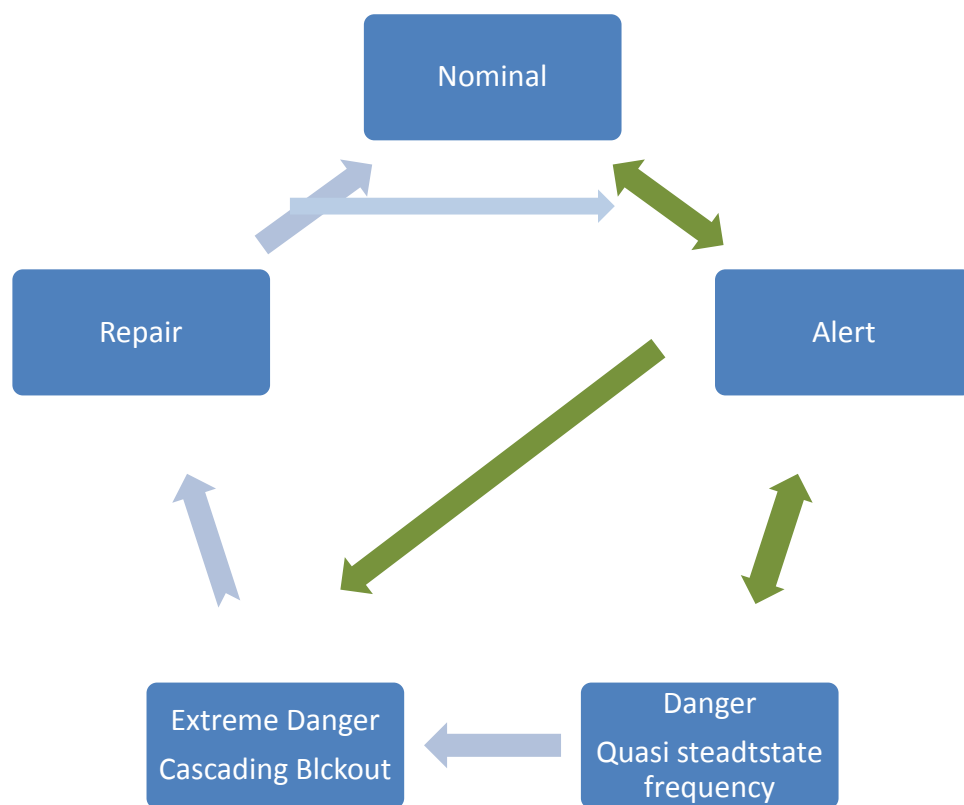 Nominal
Repair
Alert
Extreme Danger
Cascading Blckout
Danger
Quasi steadtstate
frequency